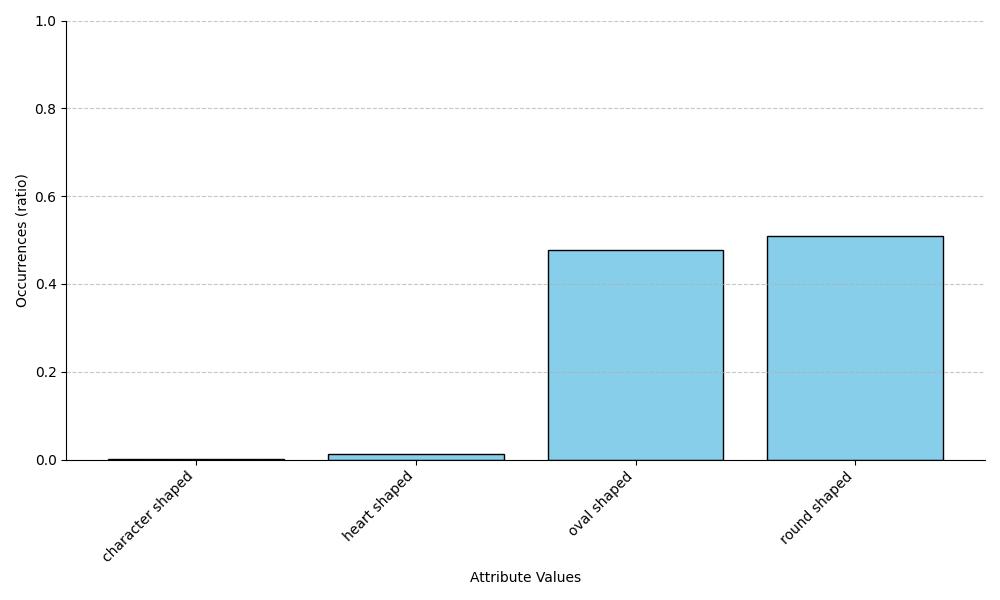 1.0
0.8
0.6
0.4
0.2
0.0
Occurrences (ratio)
character shaped
heart shaped
oval shaped
round shaped
Attribute Values